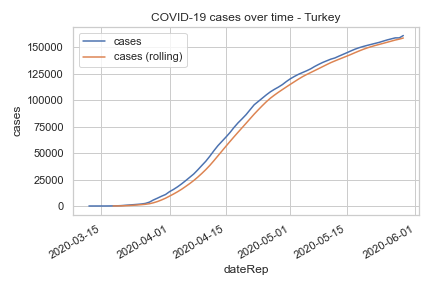 COVID-19 cases over time - Turkey
cases
cases (rolling)
150000
125000
100000
75000
50000
25000
0
cases
2020-03-15
2020-04-01
2020-04-15
2020-05-01
2020-05-15
2020-06-01
dateRep